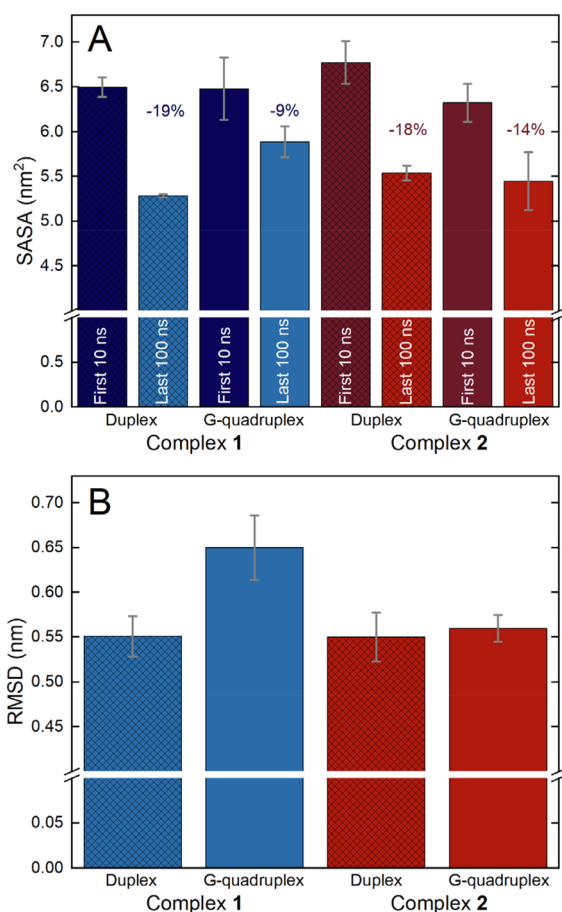 A
7.0
6.5
6.0
5.5
5.0
4.5
0.5
0.0
SASA (nm²)
-19%
-9%
-18%
-14%
First 10 ns
Last 100 ns
First 10 ns
Last 100 ns
First 10 ns
Last 100 ns
First 10 ns
Last 100 ns
Duplex G-quadruplex Duplex G-quadruplex
Complex 1 Complex 2
B
0.70
0.65
0.60
0.55
0.50
0.45
0.05
0.00
RMSD (nm)
Duplex G-quadruplex Duplex G-quadruplex
Complex 1 Complex 2